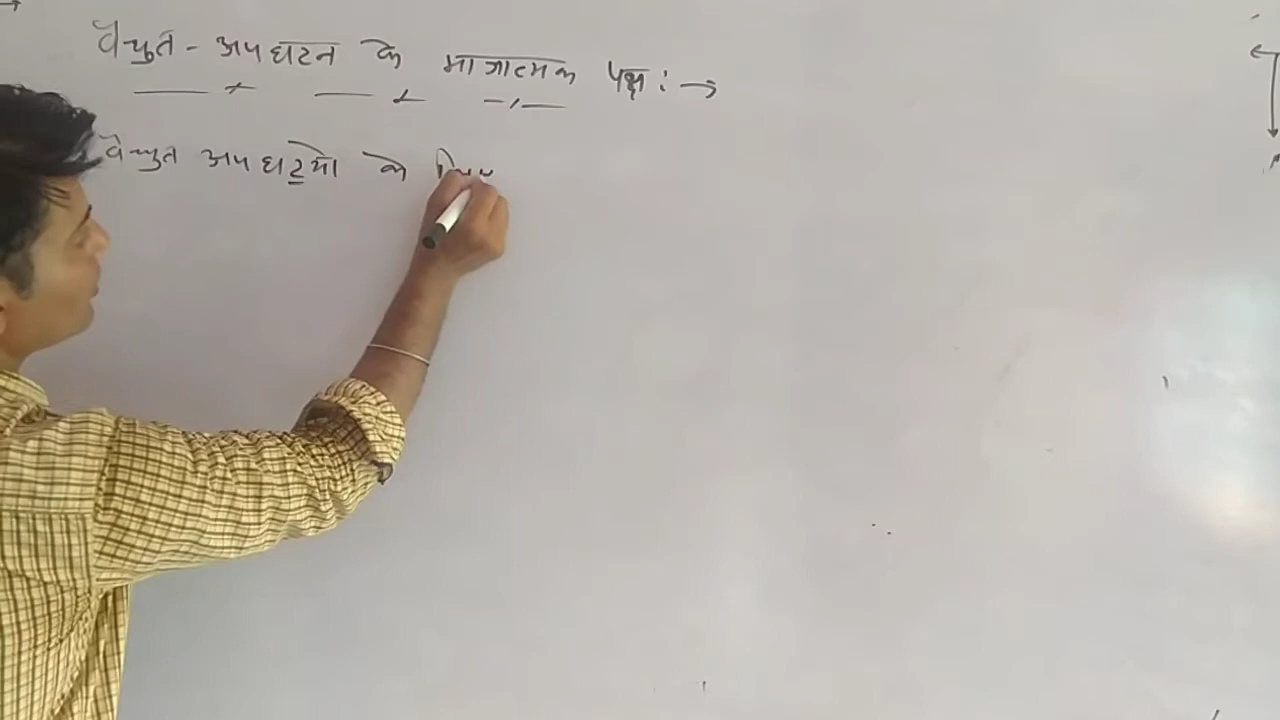 वैद्युत - अपघटन के मात्रात्मक पक्ष : →
वैद्युत अपघट्यो के